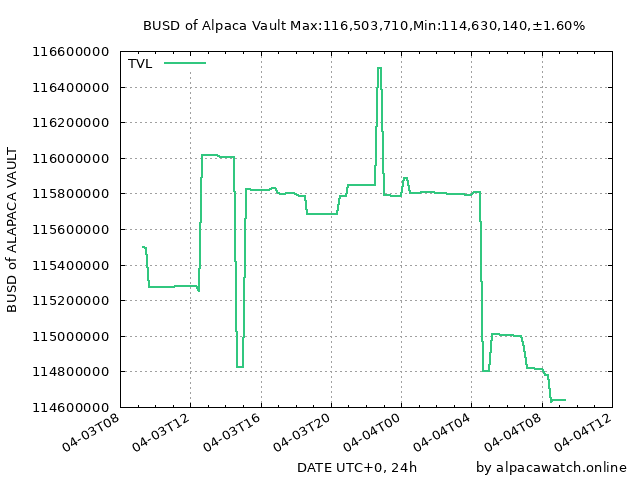 BUSD of Alpaca Vault Max:116,503,710,Min:114,630,140,±1.60%
TVL
116600000
116400000
116200000
116000000
115800000
115600000
115400000
115200000
115000000
114800000
114600000
BUSD of ALAPACA VAULT
04-03T08
04-03T12
04-03T16
04-03T20
04-04T00
04-04T04
04-04T08
04-04T12
DATE UTC+0, 24h
by alpacawatch.online